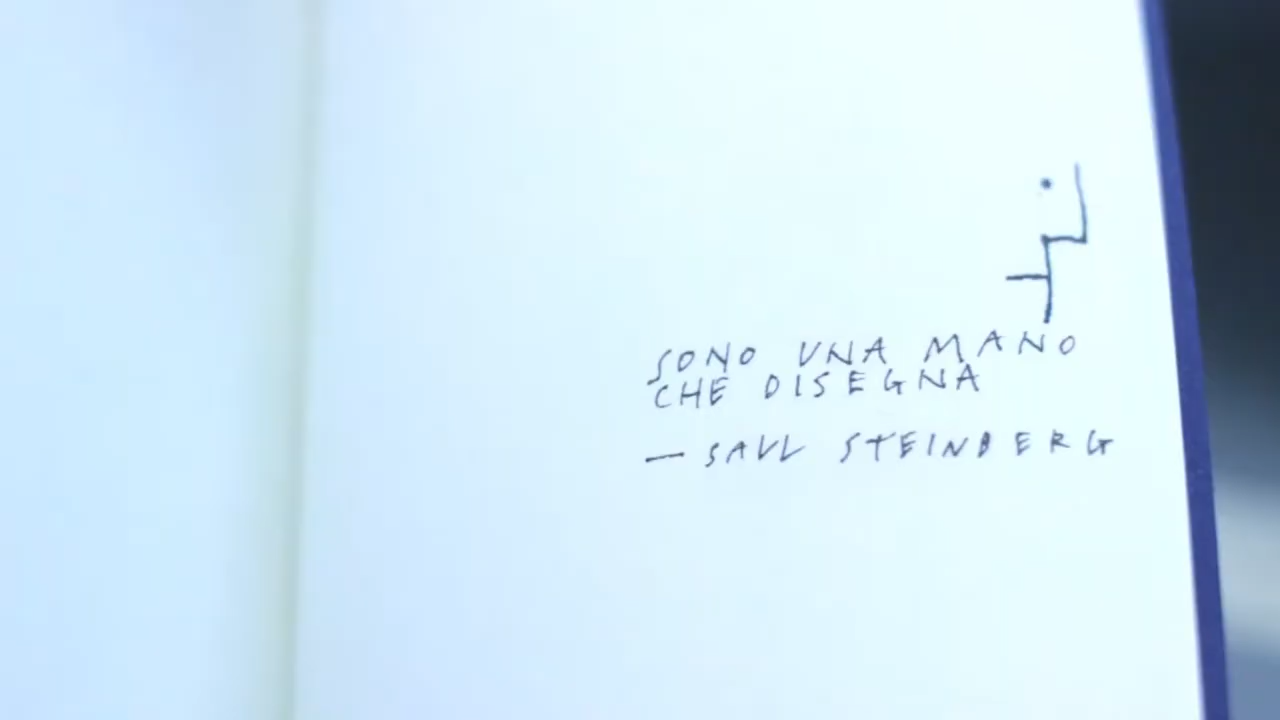 SONO UNA MANO
CHE DISEGNA
— SAUL STEINBERG